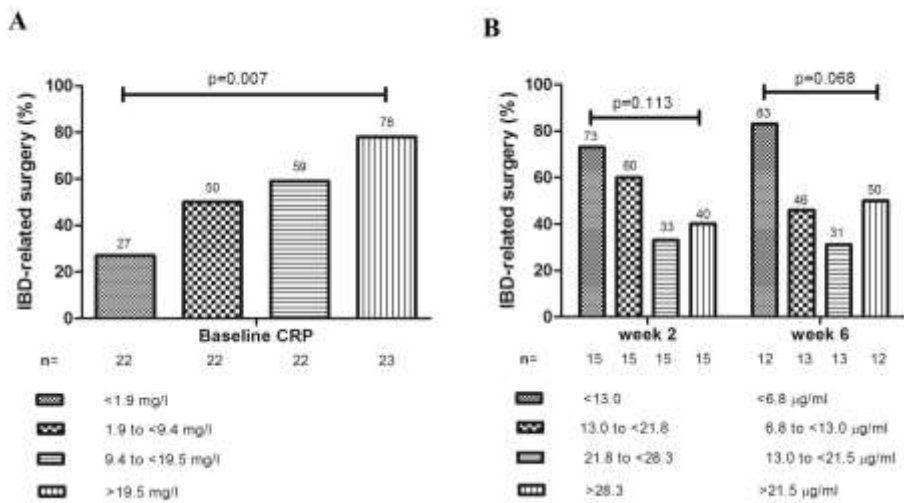 A
IBD-related surgery (%)
100
80
60
40
20
0
p=0.007
27
50
59
78
Baseline CRP
n= 22 22 22 23
<1.9 mg/l
1.9 to <9.4 mg/l
9.4 to <19.5 mg/l
>19.5 mg/l
B
IBD-related surgery (%)
100
80
60
40
20
0
p=0.113
p=0.068
73
60
33
40
83
46
31
50
week 2 week 6
n= 15 15 15 15 12 13 13 12
<13.0 <6.8 µg/ml
13.0 to <21.8 6.8 to <13.0 µg/ml
21.8 to <28.3 13.0 to <21.5 µg/ml
>28.3 >21.5 µg/ml